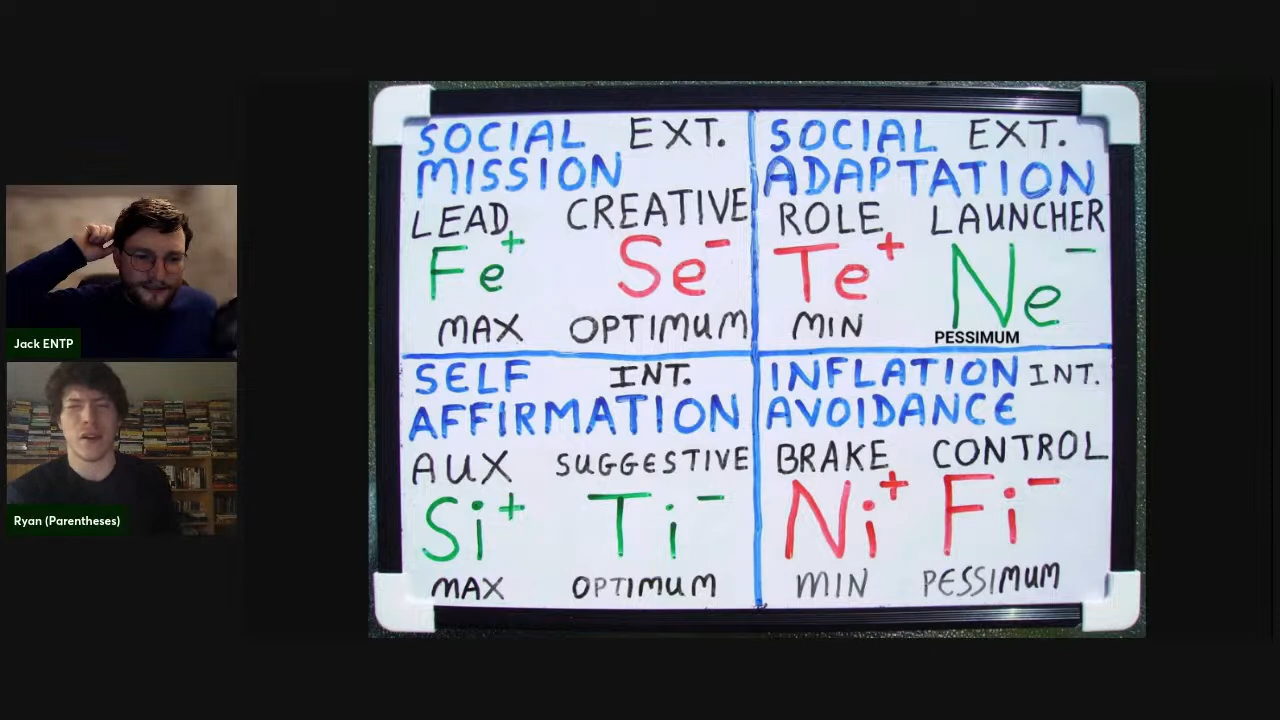 SOCIAL EXT.
MISSION
LEAD CREATIVE
Fe+ Se-
MAX OPTIMUM
SOCIAL EXT.
ADAPTATION
ROLE LAUNCHER
Te+ Ne-
MIN PESSIMUM
SELF INT.
AFFIRMATION
AUX SUGGESTIVE
Si+ Ti-
MAX OPTIMUM
INFLATION INT.
AVOIDANCE
BRAKE CONTROL
Ni+ Fi-
MIN PESSIMUM
Jack ENTP
Ryan (Parentheses)